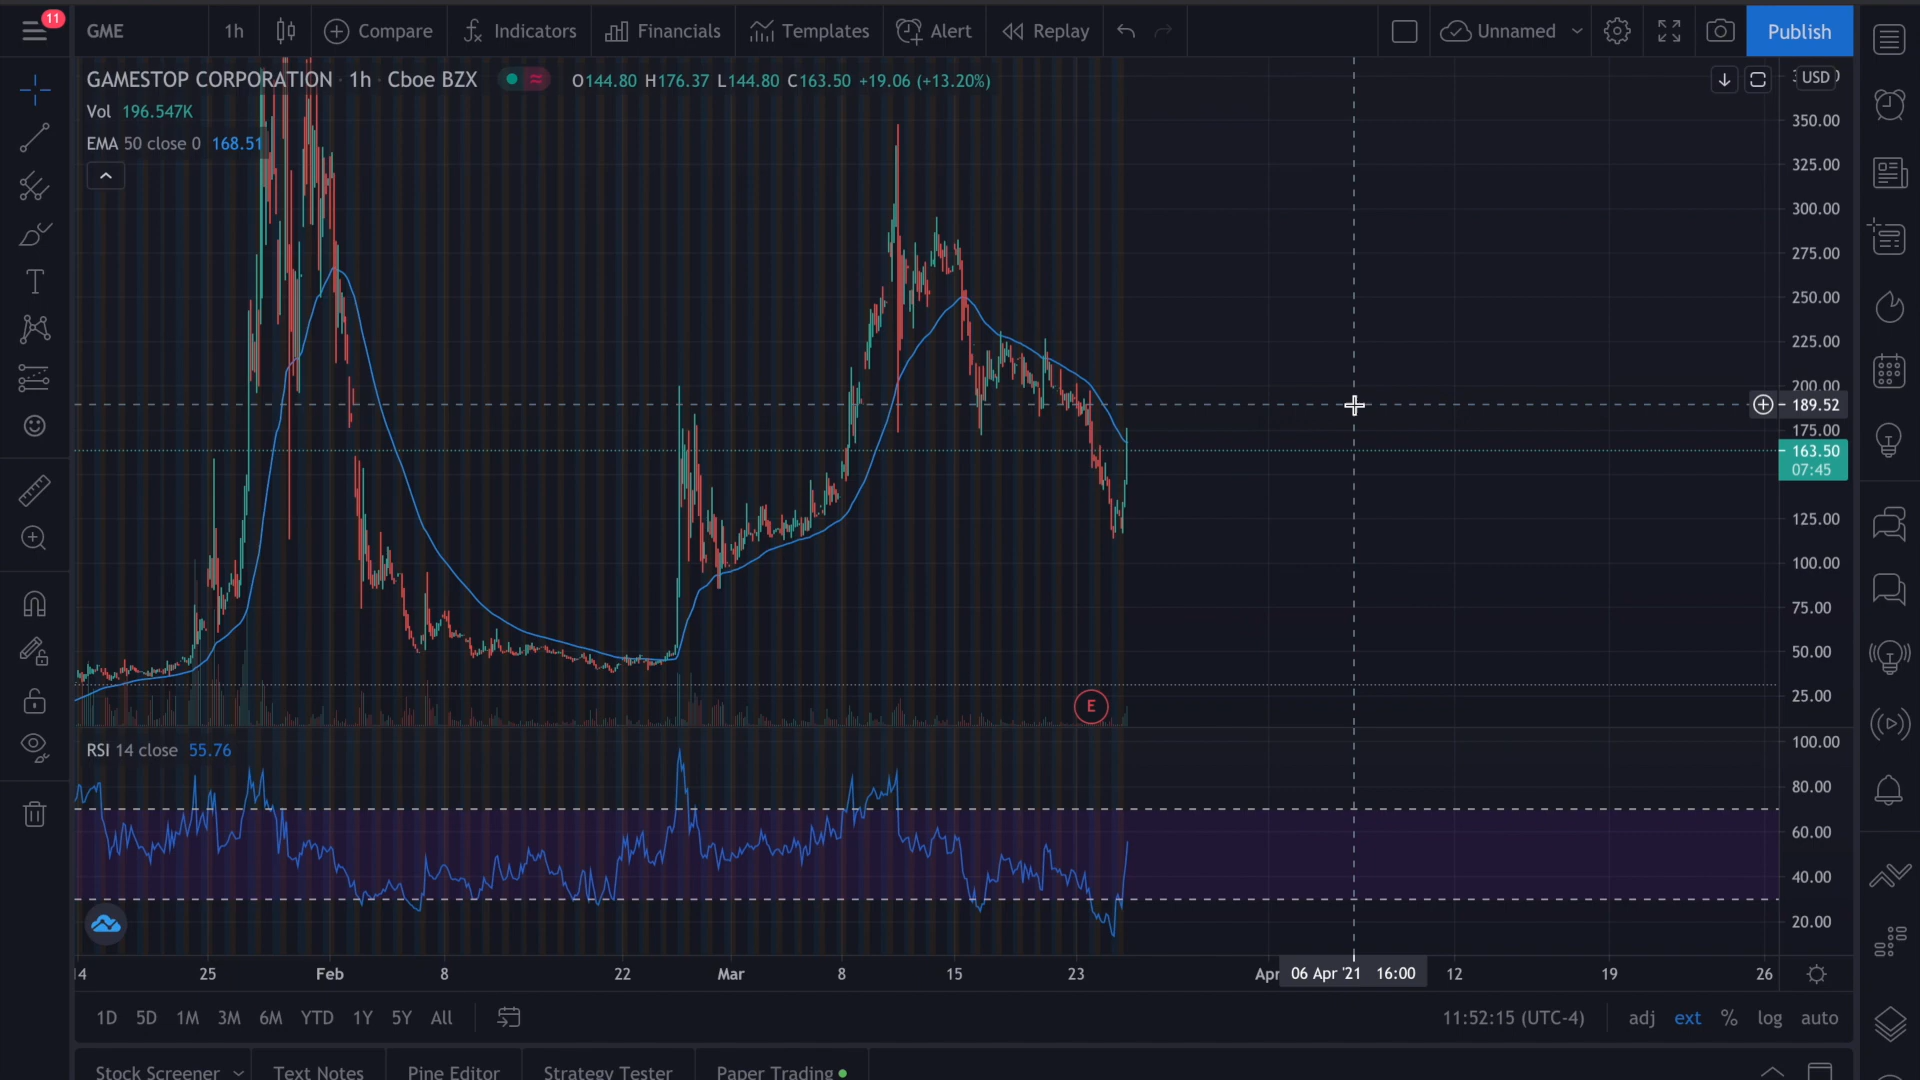 11
GME 1h Compare Indicators Financials Templates Alert Replay Unnamed Publish
GAMESTOP CORPORATION · 1h · Cboe BZX O144.80 H176.37 L144.80 C163.50 +19.06 (+13.20%)
USD
Vol 196.547K
EMA 50 close 0 168.51
350.00
325.00
300.00
275.00
250.00
225.00
200.00
189.52
175.00
163.50
07:45
125.00
100.00
75.00
50.00
25.00
E
RSI 14 close 55.76
100.00
80.00
60.00
40.00
20.00
14 25 Feb 8 22 Mar 8 15 23 Apr 06 Apr '21 16:00 12 19 26
1D 5D 1M 3M 6M YTD 1Y 5Y All 11:52:15 (UTC-4) adj ext % log auto
Stock Screener Text Notes Pine Editor Strategy Tester Paper Trading